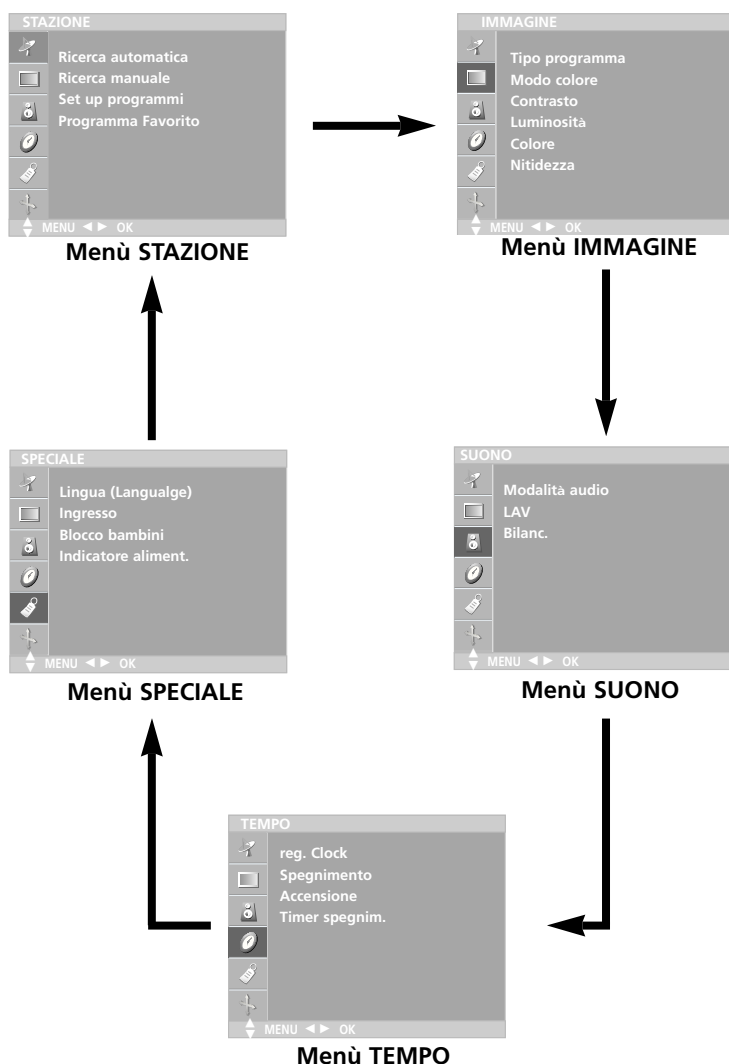 STAZIONE
Ricerca automatica
Ricerca manuale
Set up programmi
Programma Favorito
MENU ◄ ► OK
Menù STAZIONE
IMMAGINE
Tipo programma
Modo colore
Contrasto
Luminosità
Colore
Nitidezza
MENU ◄ ► OK
Menù IMMAGINE
SPECIALE
Lingua (Langualge)
Ingresso
Blocco bambini
Indicatore aliment.
MENU ◄ ► OK
Menù SPECIALE
SUONO
Modalità audio
LAV
Bilanc.
MENU ◄ ► OK
Menù SUONO
TEMPO
reg. Clock
Spegnimento
Accensione
Timer spegnim.
MENU ◄ ► OK
Menù TEMPO